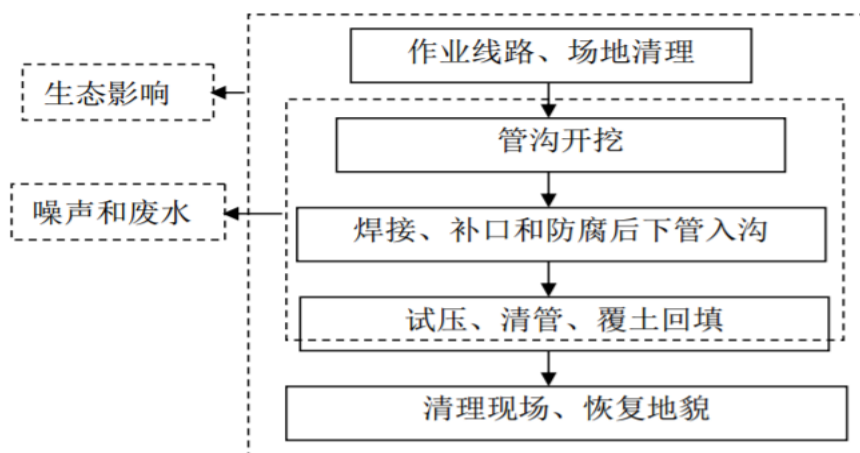 作业线路、场地清理
生态影响
管沟开挖
噪声和废水
焊接、补口和防腐后下管入沟
试压、清管、覆土回填
清理现场、恢复地貌